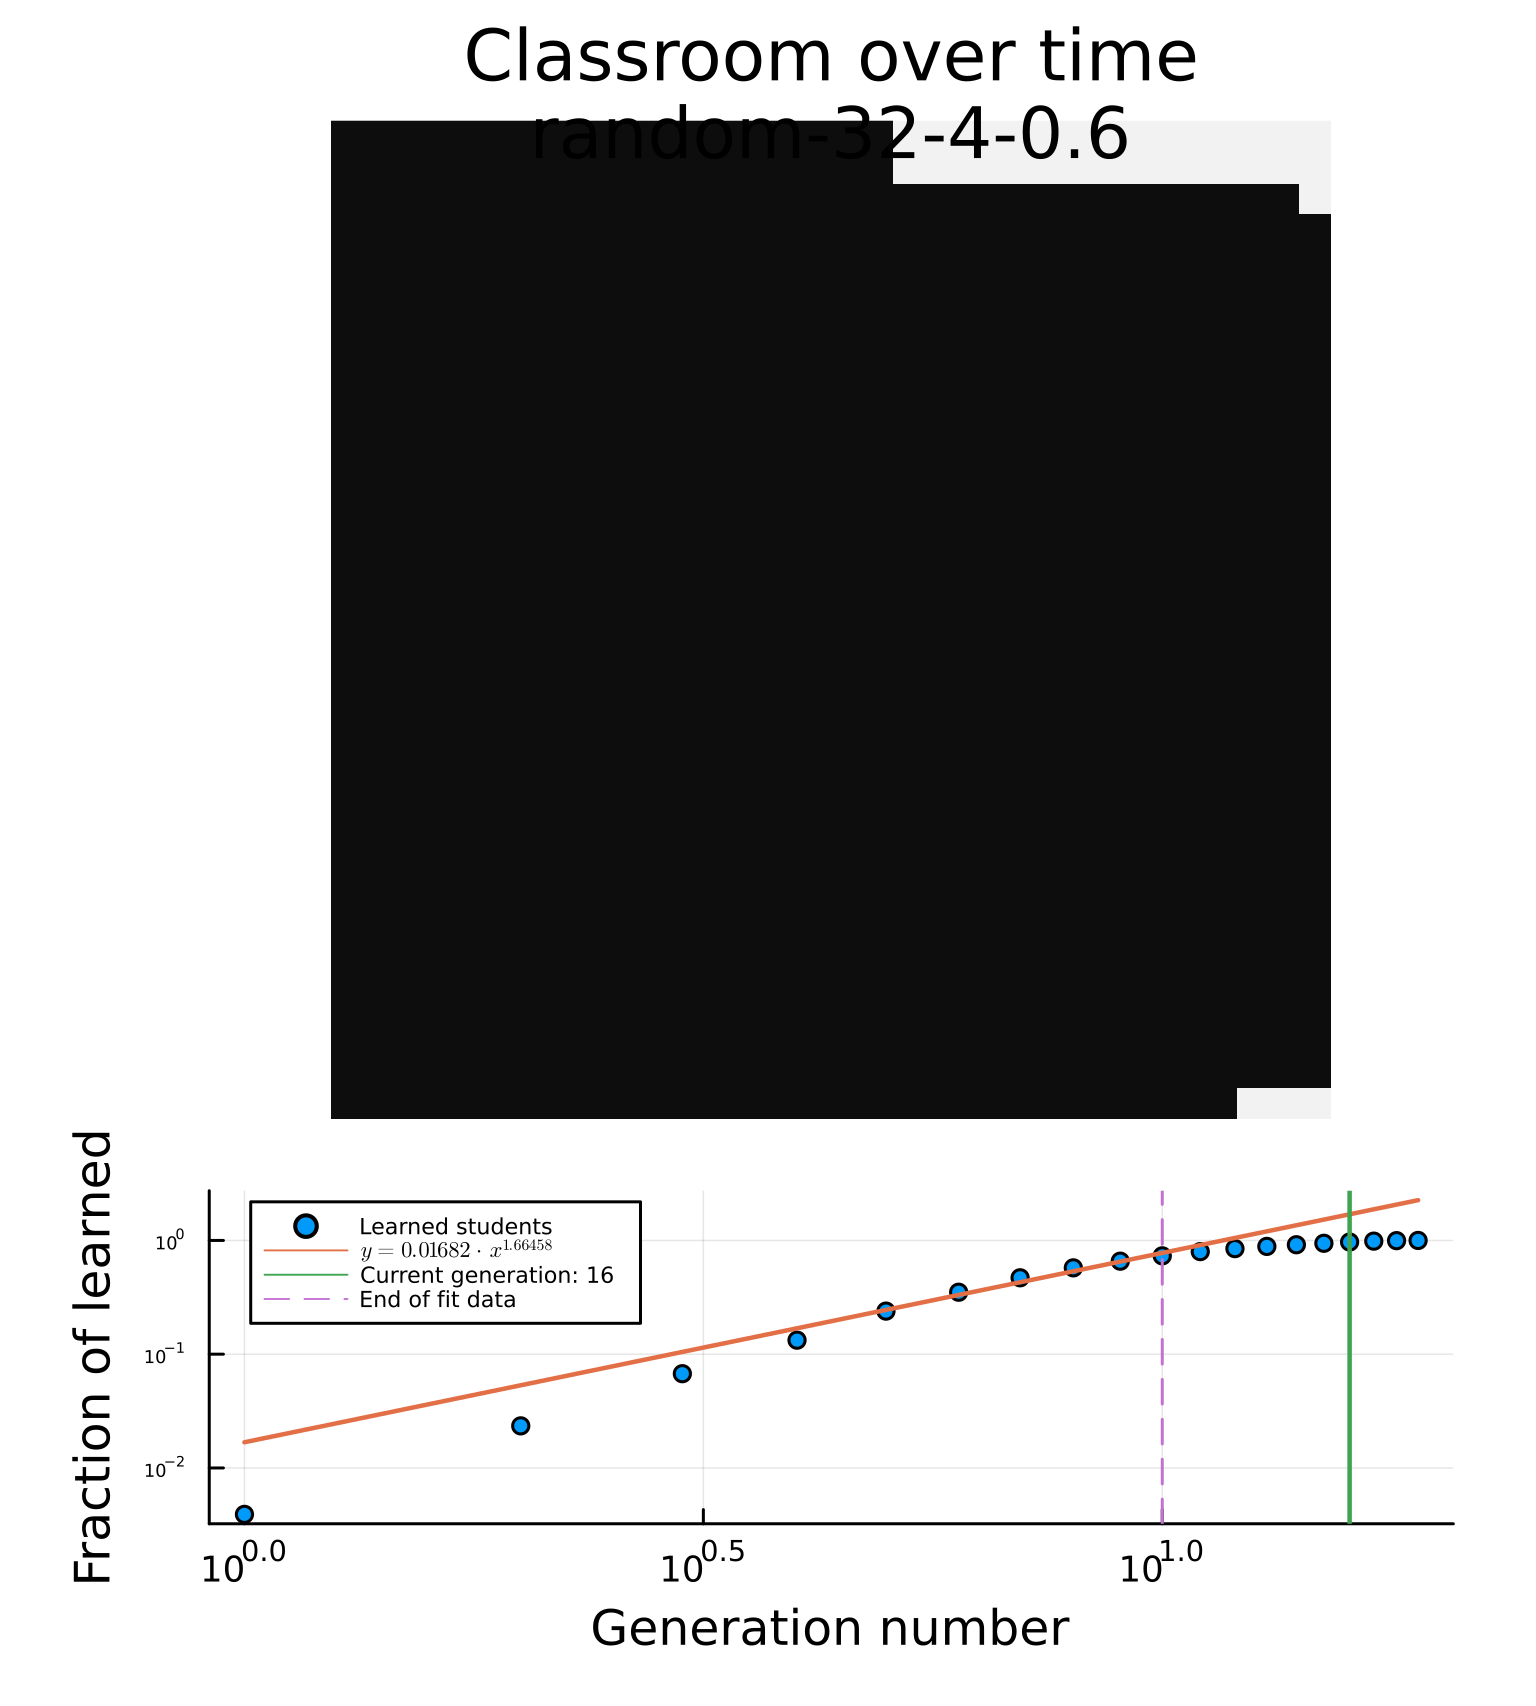 Classroom over time
random-32-4-0.6
Fraction of learned
10⁰
10⁻¹
10⁻²
Learned students
y = 0.01682 · x^1.66458
Current generation: 16
End of fit data
10^0.0
10^0.5
10^1.0
Generation number